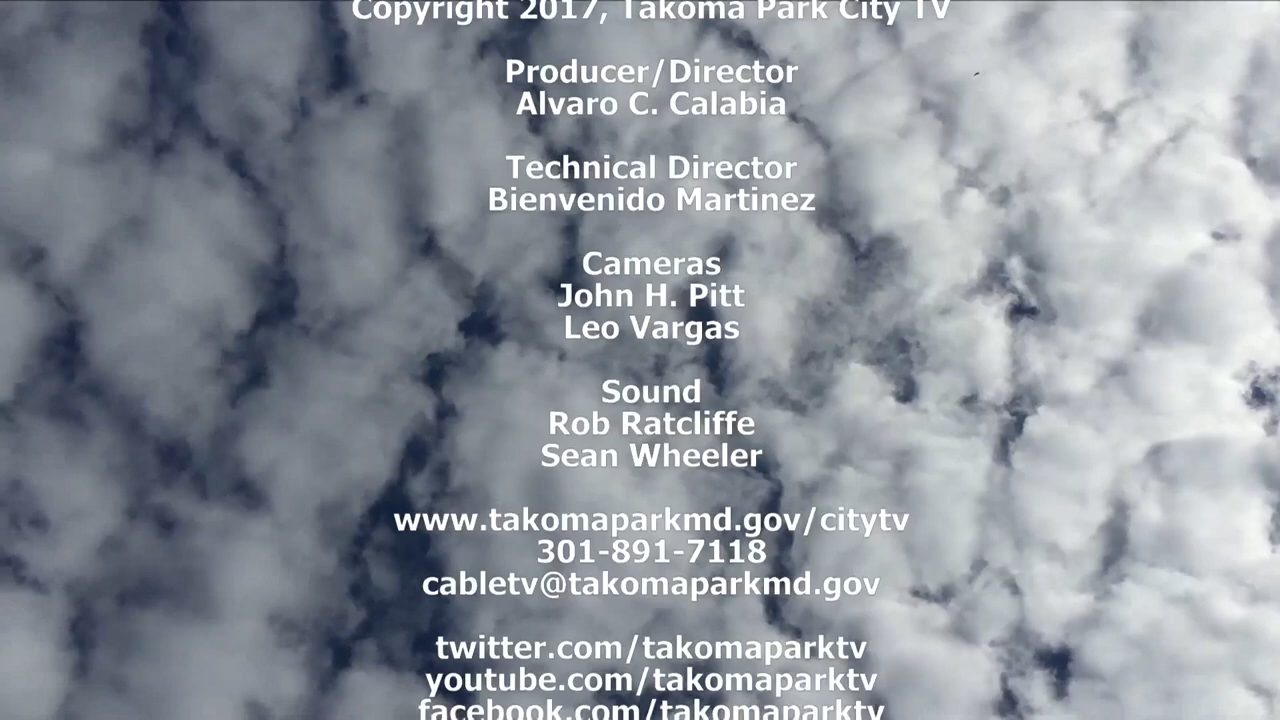 Copyright 2017, Takoma Park City TV
Producer/Director
Alvaro C. Calabia
Technical Director
Bienvenido Martinez
Cameras
John H. Pitt
Leo Vargas
Sound
Rob Ratcliffe
Sean Wheeler
www.takomaparkmd.gov/citytv
301-891-7118
cabletv@takomaparkmd.gov
twitter.com/takomaparktv
youtube.com/takomaparktv
facebook.com/takomaparktv